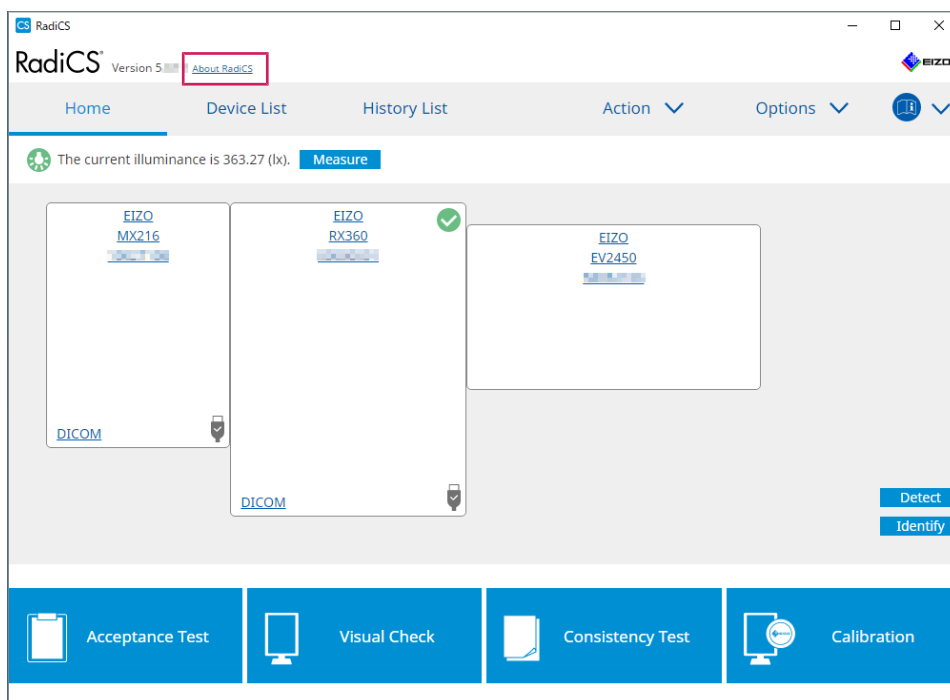 CS RadiCS
RadiCS® Version 5. About RadiCS
EIZO
Home Device List History List Action Options
The current illuminance is 363.27 (lx). Measure
EIZO
MX216
DICOM
EIZO
RX360
DICOM
EIZO
EV2450
Detect
Identify
Acceptance Test Visual Check Consistency Test Calibration